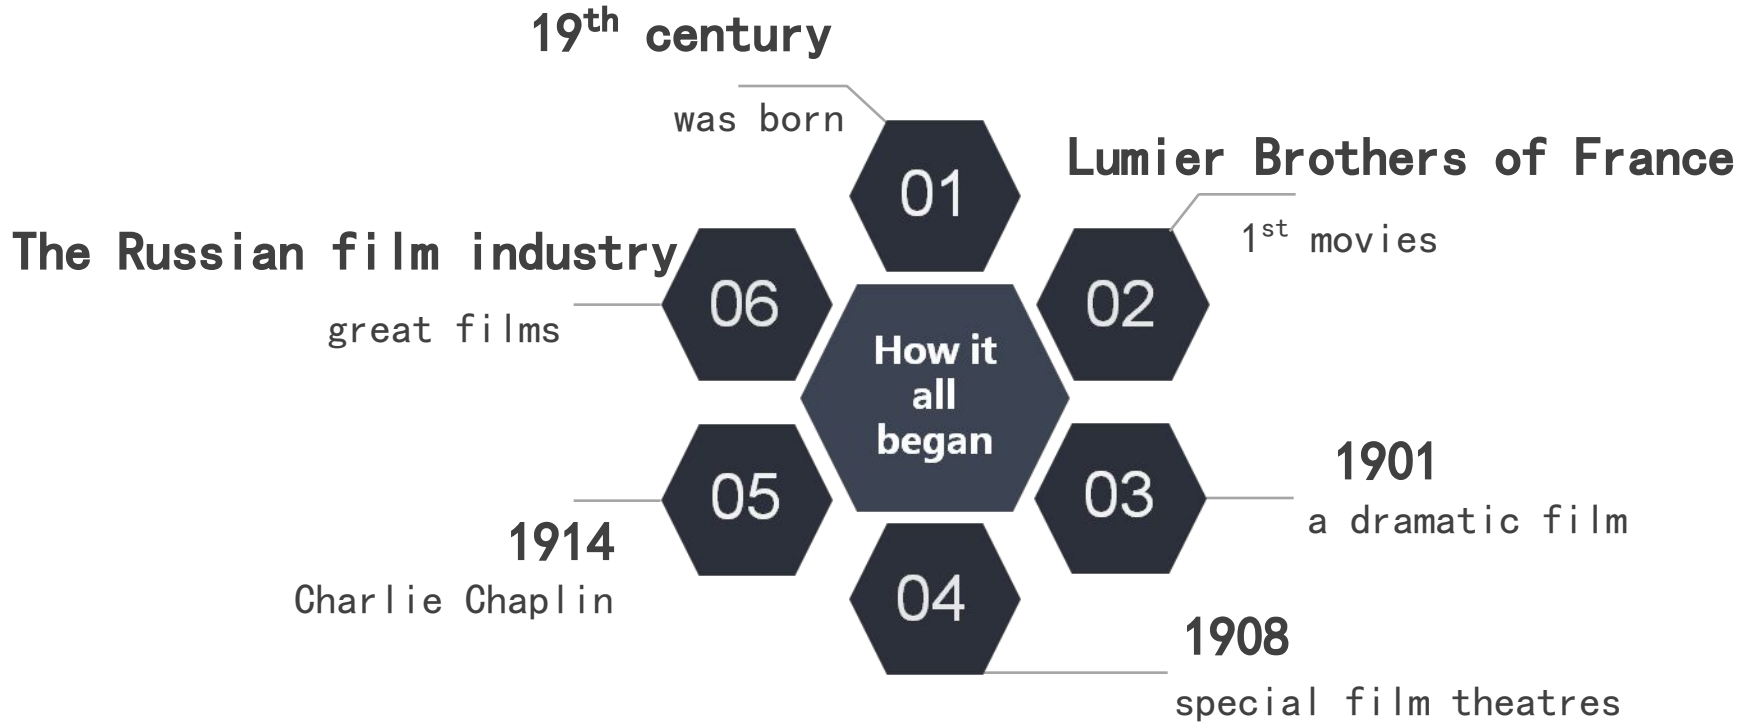 19th century
was born
01
Lumier Brothers of France
1st movies
02
1901
a dramatic film
03
1908
special film theatres
04
1914
Charlie Chaplin
05
The Russian film industry
great films
06
How it
all
began